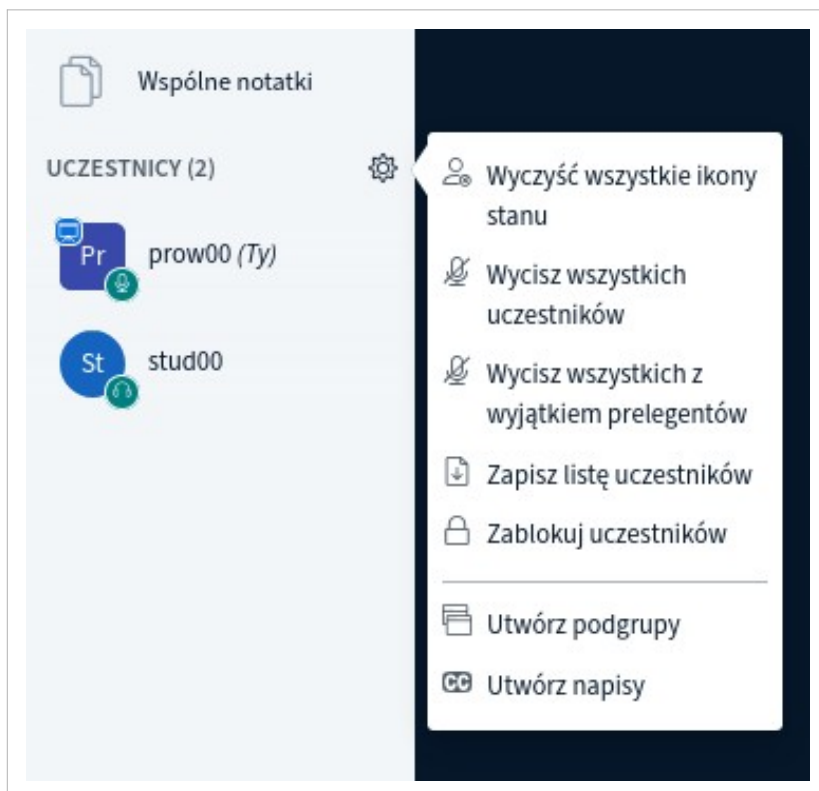 Wspólne notatki
UCZESTNICY (2)
Pr
prow00 (Ty)
St
stud00
Wyczyść wszystkie ikony
stanu
Wycisz wszystkich
uczestników
Wycisz wszystkich z
wyjątkiem prelegentów
Zapisz listę uczestników
Zablokuj uczestników
Utwórz podgrupy
CC Utwórz napisy